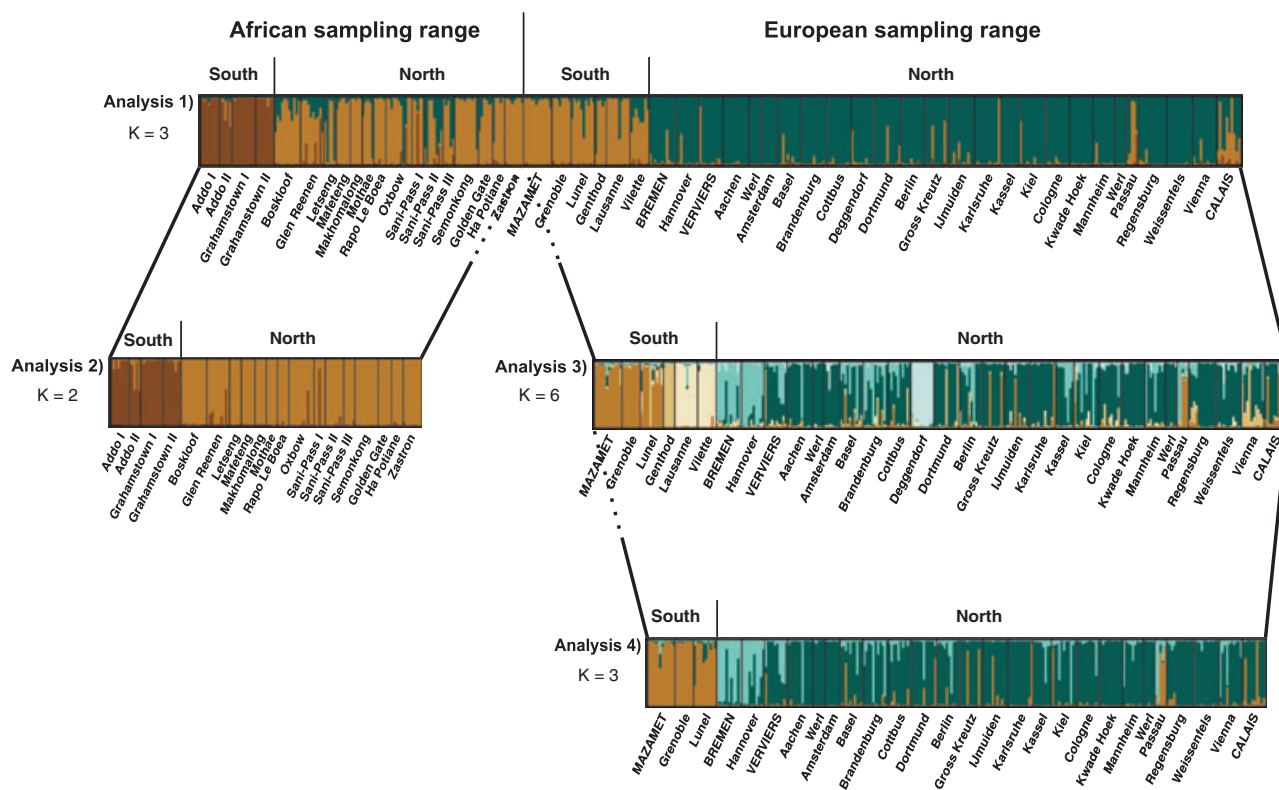 African sampling range
European sampling range
South
North
South
North
Analysis 1)
K = 3
Addo I
Addo II
Grahamstown I
Grahamstown II
Boskloof
Glen Reenen
Letseng
Mafeteng
Makhomalong
Mothae
Rapo Le Boea
Oxbow
Sani-Pass I
Sani-Pass II
Sani-Pass III
Semonkong
Golden Gate
Ha Poliane
Zastron
MAZAMET
Grenoble
Lunel
Genthod
Lausanne
Vilette
BREMEN
Hannover
VERVIERS
Aachen
Werl
Amsterdam
Basel
Brandenburg
Cottbus
Deggendorf
Dortmund
Berlin
Gross Kreutz
IJmuiden
Karlsruhe
Kassel
Kiel
Cologne
Kwade Hoek
Mannheim
Werl
Passau
Regensburg
Weissenfels
Vienna
CALAIS
South
North
Analysis 2)
K = 2
Addo I
Addo II
Grahamstown I
Grahamstown II
Boskloof
Glen Reenen
Letseng
Mafeteng
Makhomalong
Mothae
Rapo Le Boea
Oxbow
Sani-Pass I
Sani-Pass II
Sani-Pass III
Semonkong
Golden Gate
Ha Poliane
Zastron
South
North
Analysis 3)
K = 6
MAZAMET
Grenoble
Lunel
Genthod
Lausanne
Vilette
BREMEN
Hannover
VERVIERS
Aachen
Werl
Amsterdam
Basel
Brandenburg
Cottbus
Deggendorf
Dortmund
Berlin
Gross Kreutz
IJmuiden
Karlsruhe
Kassel
Kiel
Cologne
Kwade Hoek
Mannheim
Werl
Passau
Regensburg
Weissenfels
Vienna
CALAIS
South
North
Analysis 4)
K = 3
MAZAMET
Grenoble
Lunel
BREMEN
Hannover
VERVIERS
Aachen
Werl
Amsterdam
Basel
Brandenburg
Cottbus
Dortmund
Berlin
Gross Kreutz
IJmuiden
Karlsruhe
Kassel
Kiel
Cologne
Kwade Hoek
Mannheim
Werl
Passau
Regensburg
Weissenfels
Vienna
CALAIS